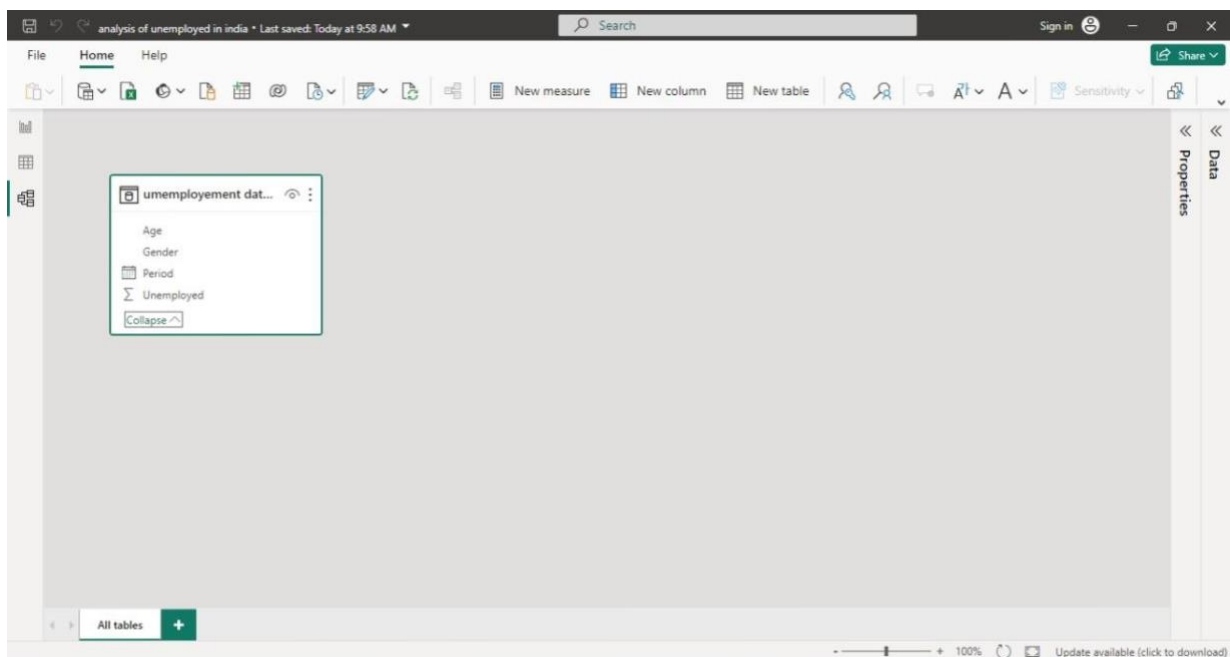 analysis of unemployed in india • Last saved: Today at 9:58 AM
Search
Sign in
File Home Help
Share
New measure New column New table Sensitivity
umemployement dat...
Age
Gender
Period
Unemployed
Collapse
Properties
Data
All tables
100% Update available (click to download)